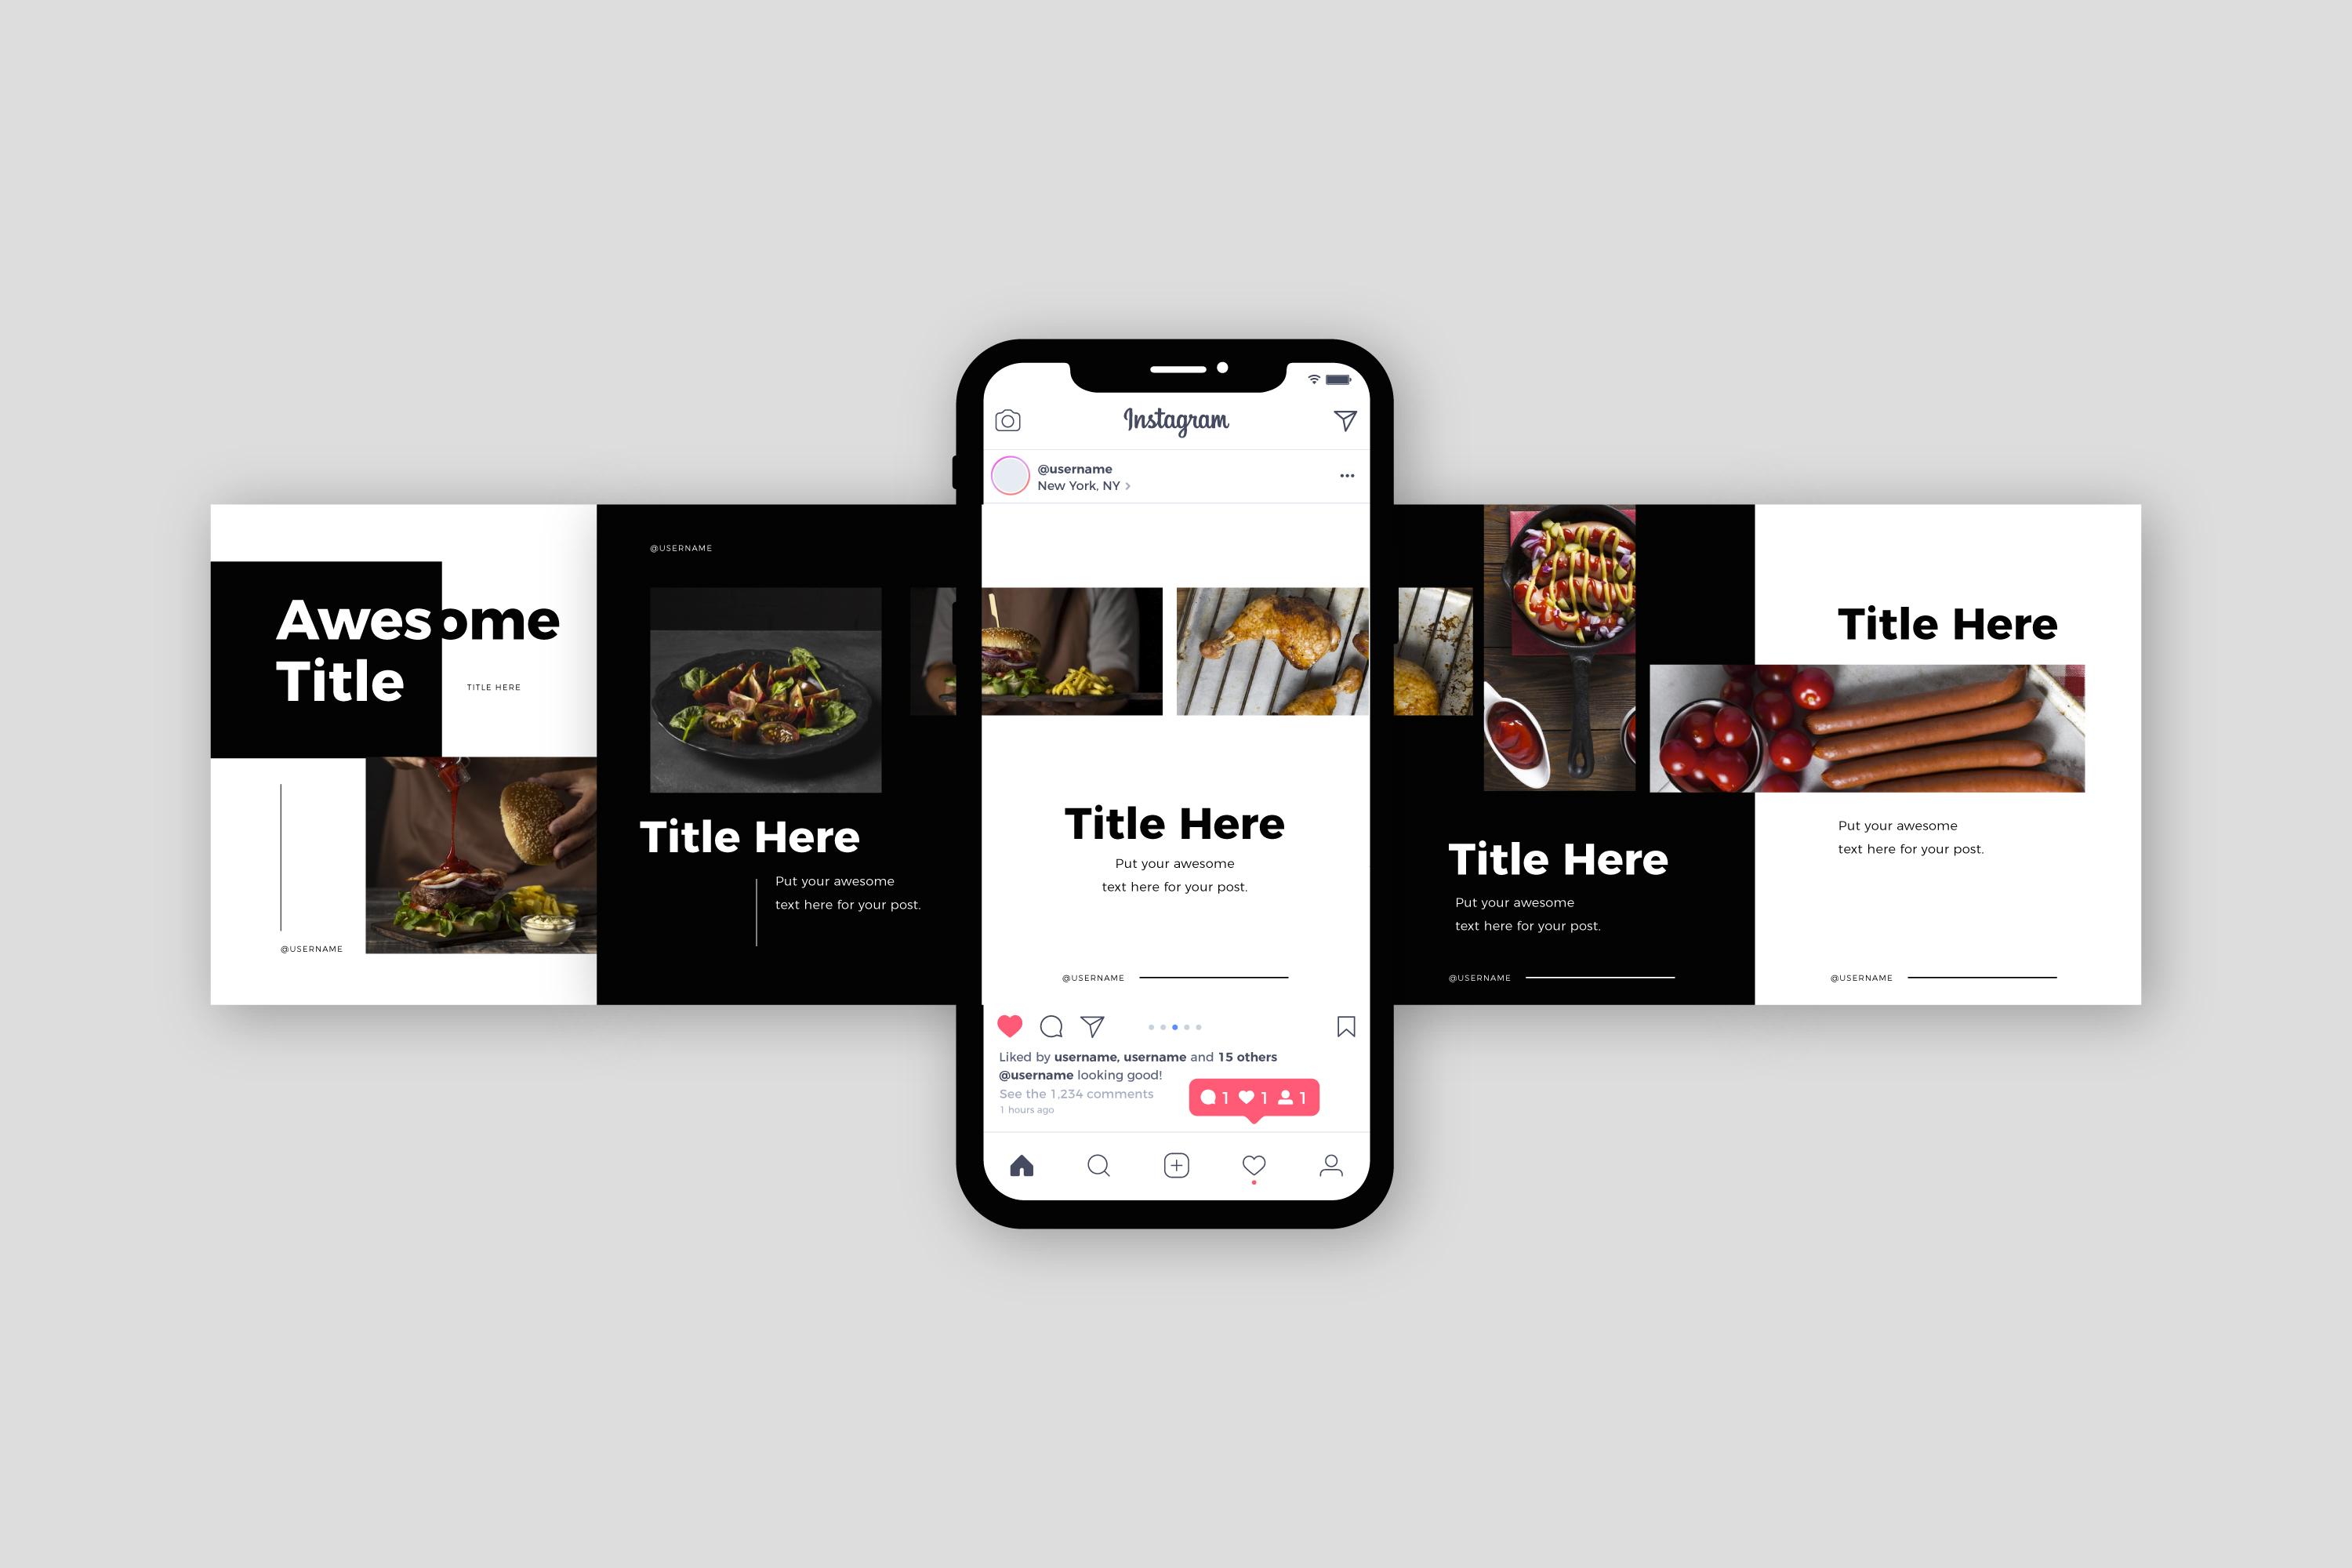 Awesome
Title
TITLE HERE
@USERNAME
@USERNAME
Title Here
Put your awesome
text here for your post.
Instagram
@username
New York, NY >
Title Here
Put your awesome
text here for your post.
@USERNAME
Liked by username, username and 15 others
@username looking good!
See the 1,234 comments
1 hours ago
1 1 1
Title Here
Put your awesome
text here for your post.
@USERNAME
Title Here
Put your awesome
text here for your post.
@USERNAME